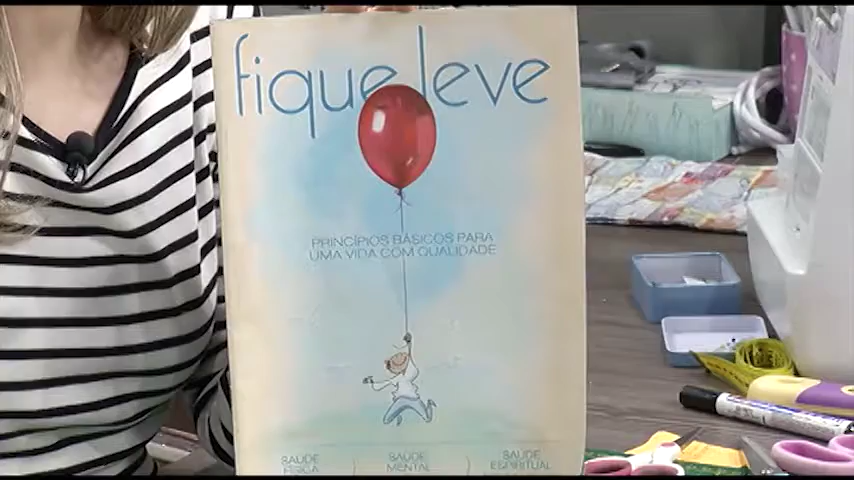 fique leve
PRINCÍPIOS BÁSICOS PARA
UMA VIDA COM QUALIDADE
SAÚDE FÍSICA
SAÚDE MENTAL
SAÚDE ESPIRITUAL